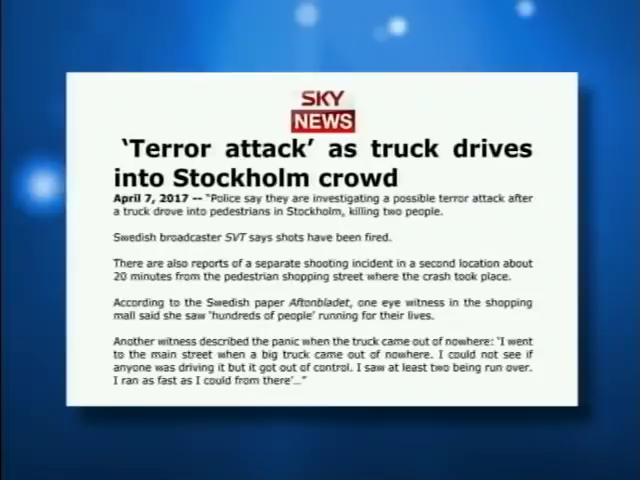 SKY
NEWS
‘Terror attack’ as truck drives
into Stockholm crowd
April 7, 2017 -- “Police say they are investigating a possible terror attack after
a truck drove into pedestrians in Stockholm, killing two people.
Swedish broadcaster SVT says shots have been fired.
There are also reports of a separate shooting incident in a second location about
20 minutes from the pedestrian shopping street where the crash took place.
According to the Swedish paper Aftonbladet, one eye witness in the shopping
mall said she saw ‘hundreds of people’ running for their lives.
Another witness described the panic when the truck came out of nowhere: ‘I went
to the main street when a big truck came out of nowhere. I could not see if
anyone was driving it but it got out of control. I saw at least two being run over.
I ran as fast as I could from there’…”